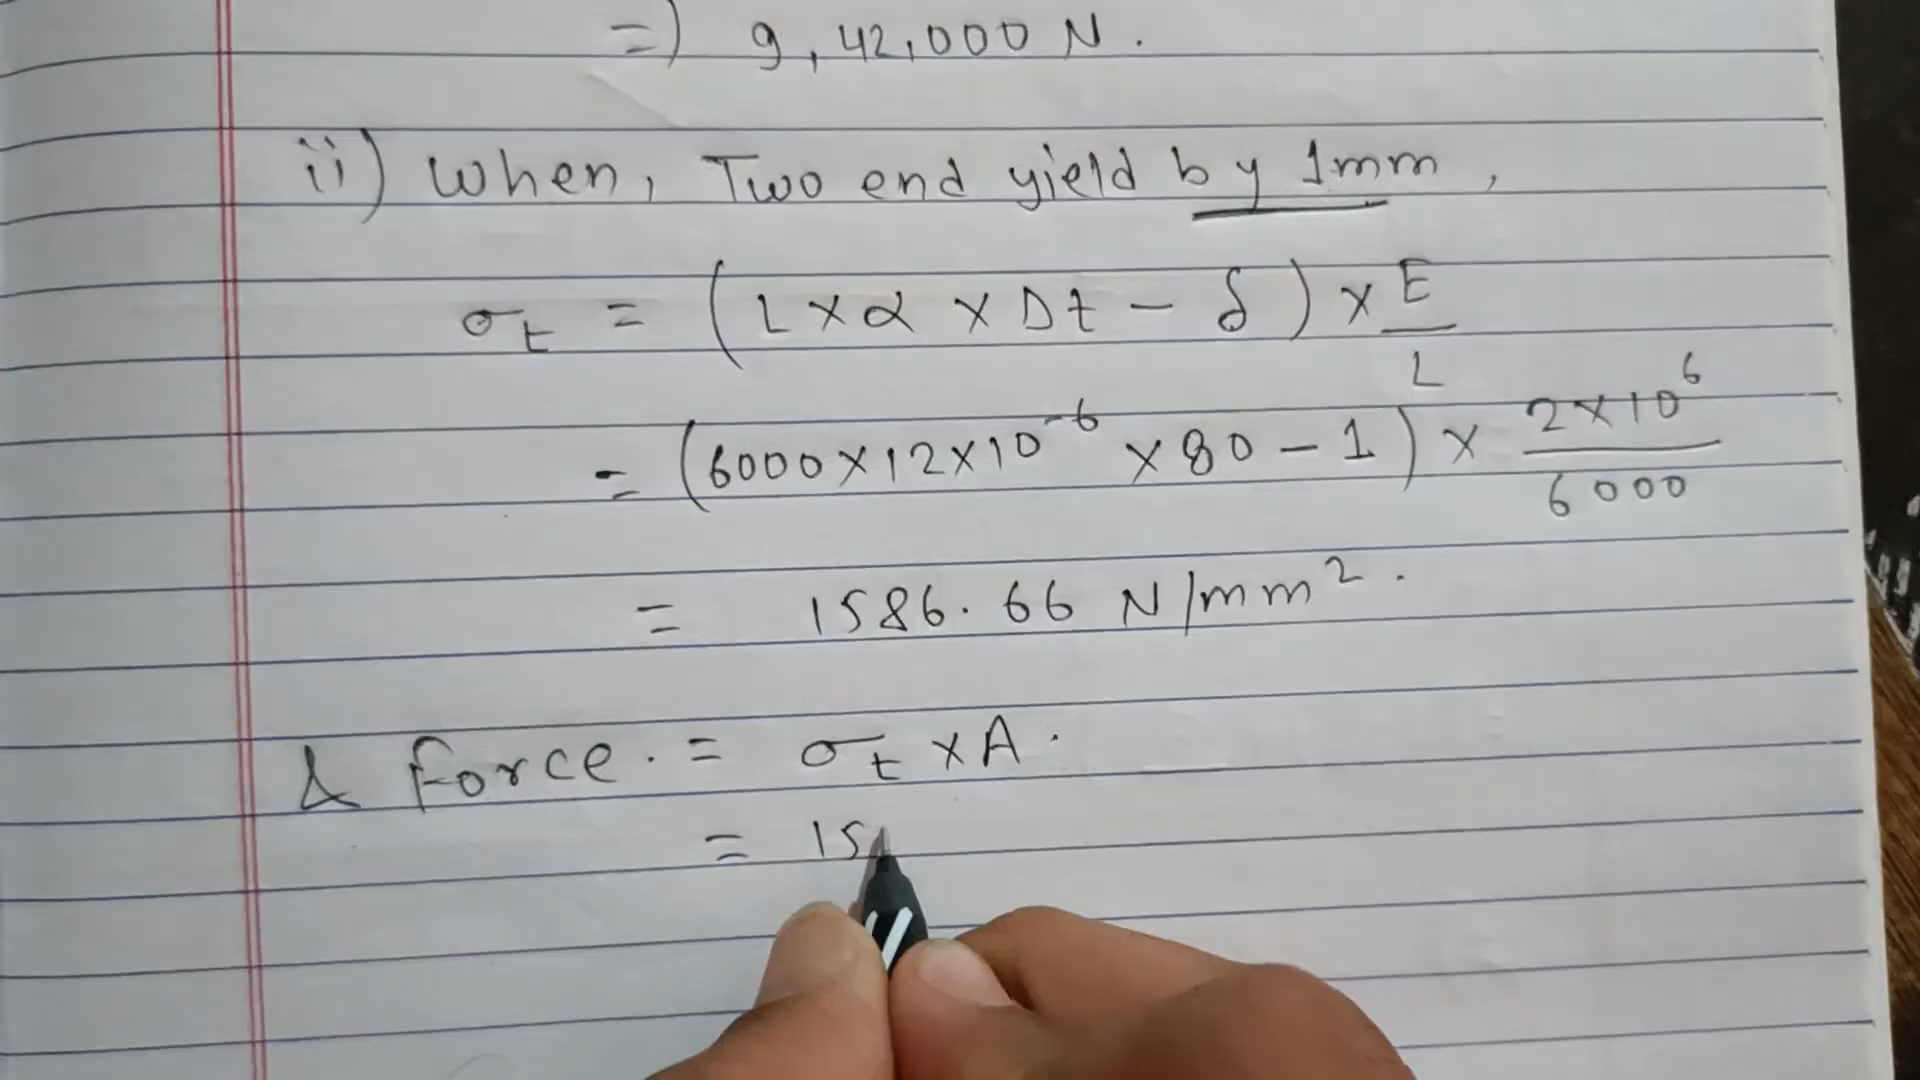 =) 9,42,000 N.
ii) When, Two end yield by 1mm,
σt = (L × α × Δt - δ) × E/L
= (6000×12×10^-6 ×80 - 1) × 2×10^6/6000
= 1586.66 N/mm².
& force. = σt × A.
= 15